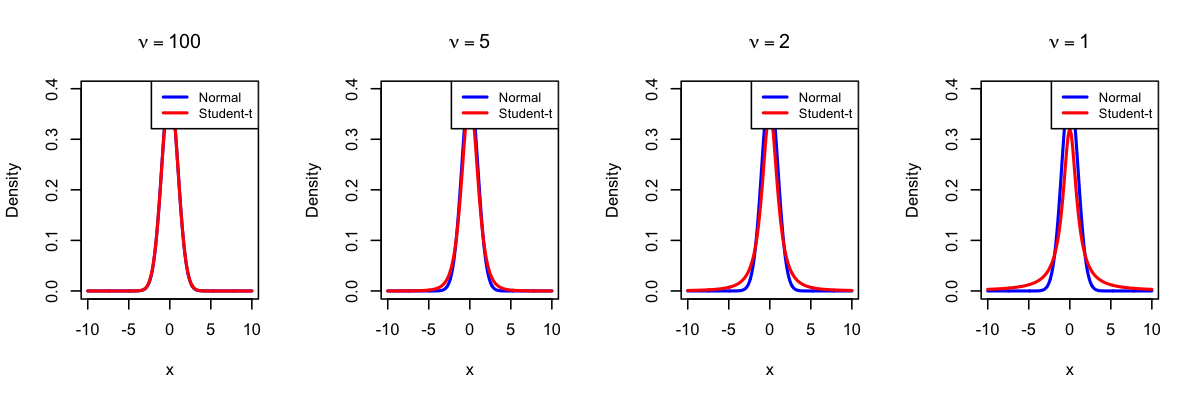 ν = 100
Density
0.0 0.1 0.2 0.3 0.4
Normal
Student-t
-10 -5 0 5 10
x
ν = 5
Density
0.0 0.1 0.2 0.3 0.4
Normal
Student-t
-10 -5 0 5 10
x
ν = 2
Density
0.0 0.1 0.2 0.3 0.4
Normal
Student-t
-10 -5 0 5 10
x
ν = 1
Density
0.0 0.1 0.2 0.3 0.4
Normal
Student-t
-10 -5 0 5 10
x